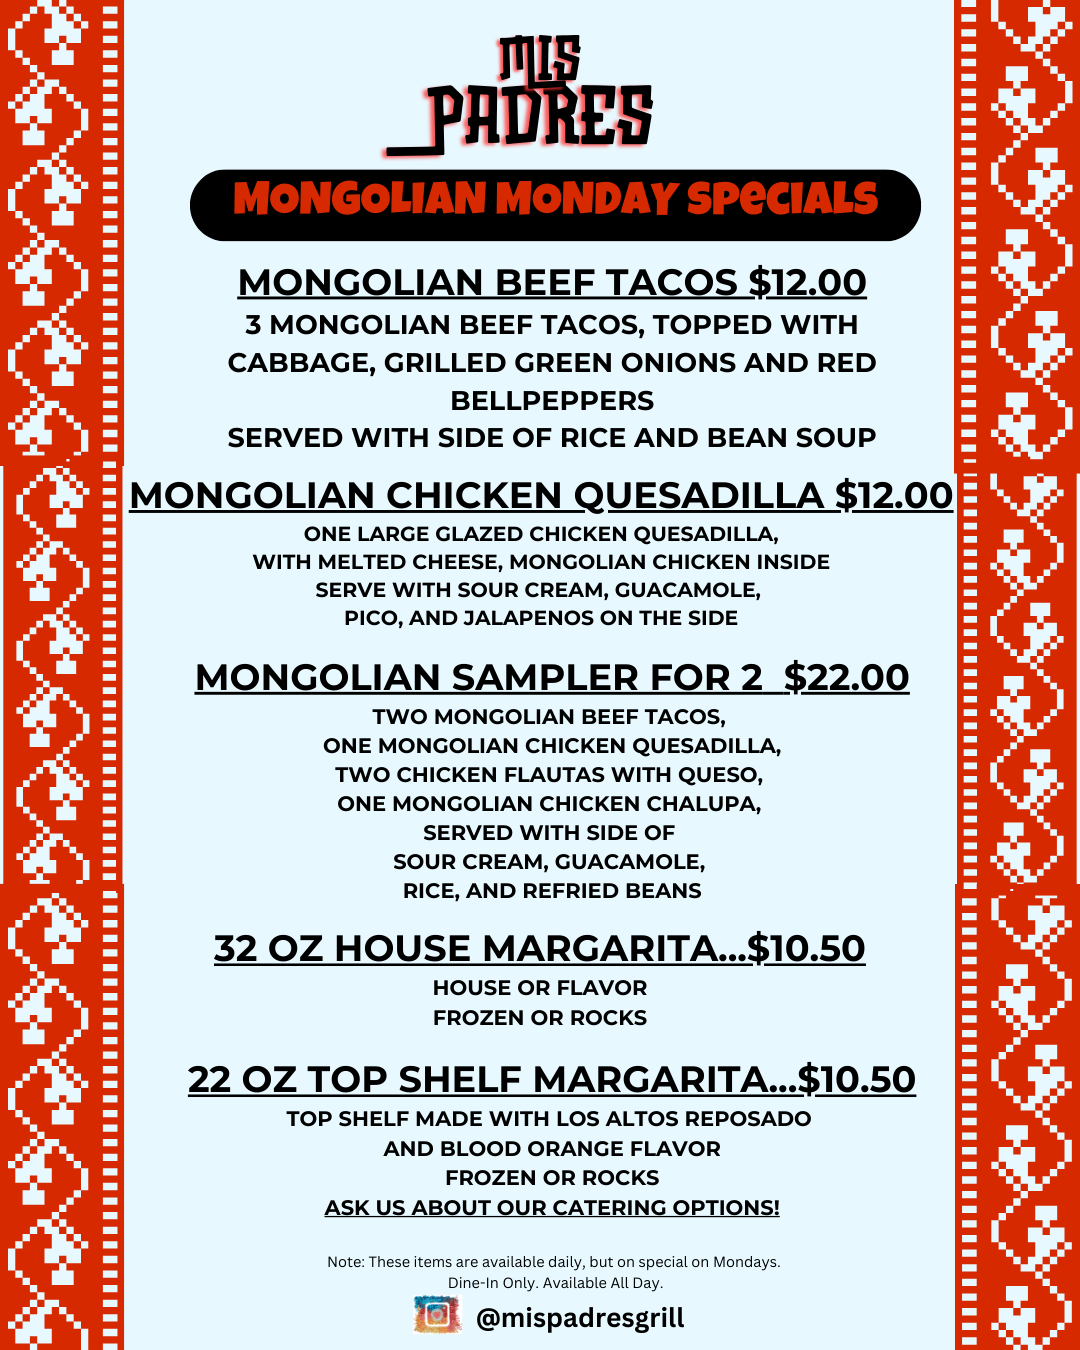 MIS
PADRES
MONGOLIAN MONDAY SPeCIALS
MONGOLIAN BEEF TACOS $12.00
3 MONGOLIAN BEEF TACOS, TOPPED WITH
CABBAGE, GRILLED GREEN ONIONS AND RED
BELLPEPPERS
SERVED WITH SIDE OF RICE AND BEAN SOUP
MONGOLIAN CHICKEN QUESADILLA $12.00
ONE LARGE GLAZED CHICKEN QUESADILLA,
WITH MELTED CHEESE, MONGOLIAN CHICKEN INSIDE
SERVE WITH SOUR CREAM, GUACAMOLE,
PICO, AND JALAPENOS ON THE SIDE
MONGOLIAN SAMPLER FOR 2 $22.00
TWO MONGOLIAN BEEF TACOS,
ONE MONGOLIAN CHICKEN QUESADILLA,
TWO CHICKEN FLAUTAS WITH QUESO,
ONE MONGOLIAN CHICKEN CHALUPA,
SERVED WITH SIDE OF
SOUR CREAM, GUACAMOLE,
RICE, AND REFRIED BEANS
32 OZ HOUSE MARGARITA...$10.50
HOUSE OR FLAVOR
FROZEN OR ROCKS
22 OZ TOP SHELF MARGARITA...$10.50
TOP SHELF MADE WITH LOS ALTOS REPOSADO
AND BLOOD ORANGE FLAVOR
FROZEN OR ROCKS
ASK US ABOUT OUR CATERING OPTIONS!
Note: These items are available daily, but on special on Mondays.
Dine-In Only. Available All Day.
@mispadresgrill